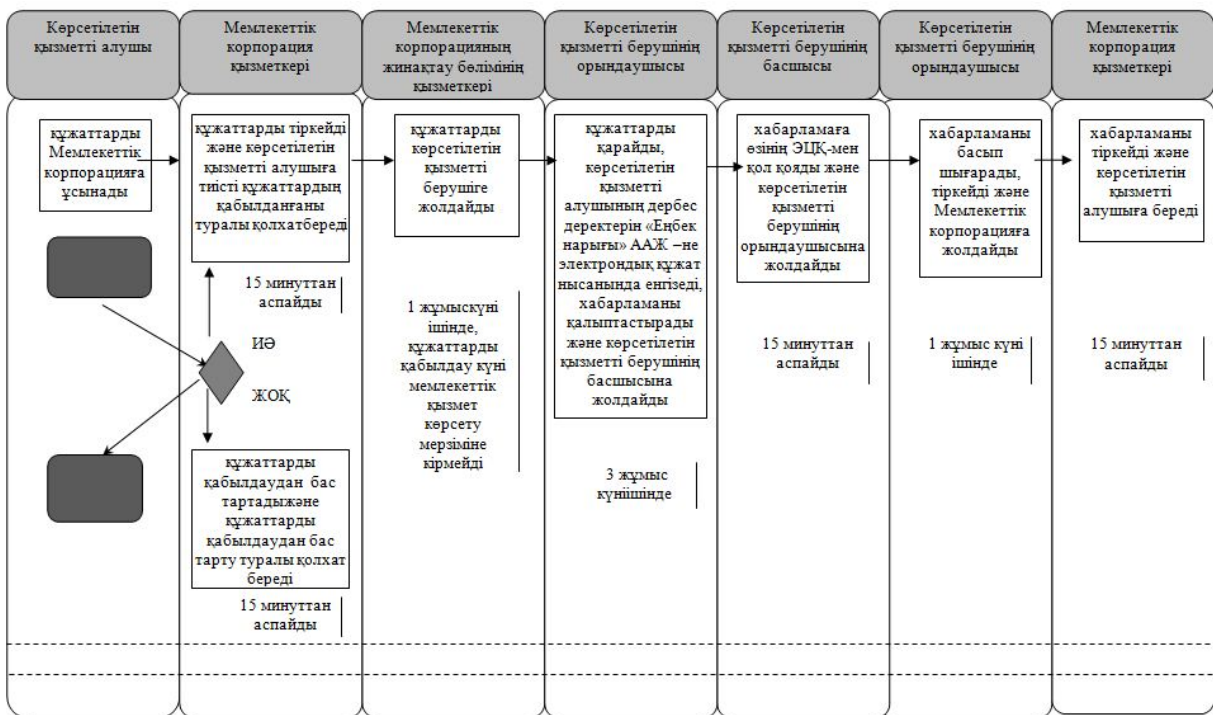 Көрсетілетін
қызметті алушы
Мемлекеттік
корпорация
қызметкері
Мемлекеттік
корпорацияның
жинақтау бөлімінің
қызметкері
Көрсетілетін
қызметті берушінің
орындаушысы
Көрсетілетін
қызметті берушінің
басшысы
Көрсетілетін
қызметті берушінің
орындаушысы
Мемлекеттік
корпорация
қызметкері
құжаттарды
Мемлекеттік
корпорацияға
ұсынады
құжаттарды тіркейді
және көрсетілетін
қызметті алушыға
тиісті құжаттардың
қабылданғаны
туралы қолхатбереді
15 минуттан
аспайды
ИӘ
ЖОҚ
құжаттарды
қабылдаудан бас
тартадыжәне
құжаттарды
қабылдаудан бас
тарту туралы қолхат
береді
15 минуттан
аспайды
құжаттарды
көрсетілетін
қызметті
берушіге
жолдайды
1 жұмыскүні
ішінде,
құжаттарды
қабылдау күні
мемлекеттік
қызмет
көрсету
мерзіміне
кірмейді
құжаттарды
қарайды,
көрсетілетін
қызметті
алушының дербес
деректерін «Еңбек
нарығы» ААЖ –не
электрондық құжат
нысанында енгізеді,
хабарламаны
қалыптастырады
және көрсетілетін
қызметті берушінің
басшысына
жолдайды
3 жұмыс
күніішінде
хабарламаға
өзінің ЭЦҚ-мен
қол қояды және
көрсетілетін
қызметті
берушінің
орындаушысына
жолдайды
15 минуттан
аспайды
хабарламаны
басып
шығарады,
тіркейді және
Мемлекеттік
корпорацияға
жолдайды
1 жұмыс күні
ішінде
хабарламаны
тіркейді және
көрсетілетін
қызметті
алушыға береді
15 минуттан
аспайды